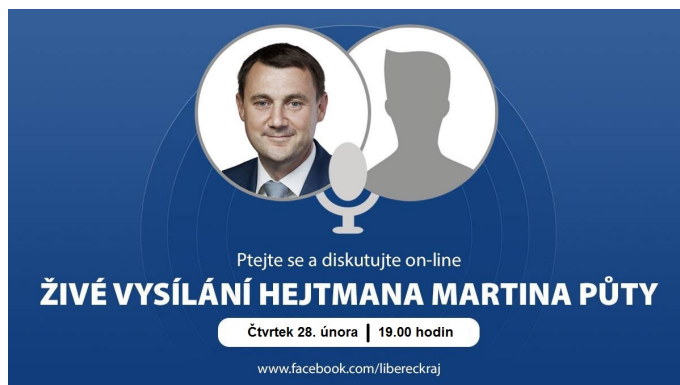 Ptejte se a diskutujte on-line
ŽIVÉ VYSÍLÁNÍ HEJTMANA MARTINA PŮTY
Čtvrtek 28. února | 19.00 hodin
www.facebook.com/libereckraj